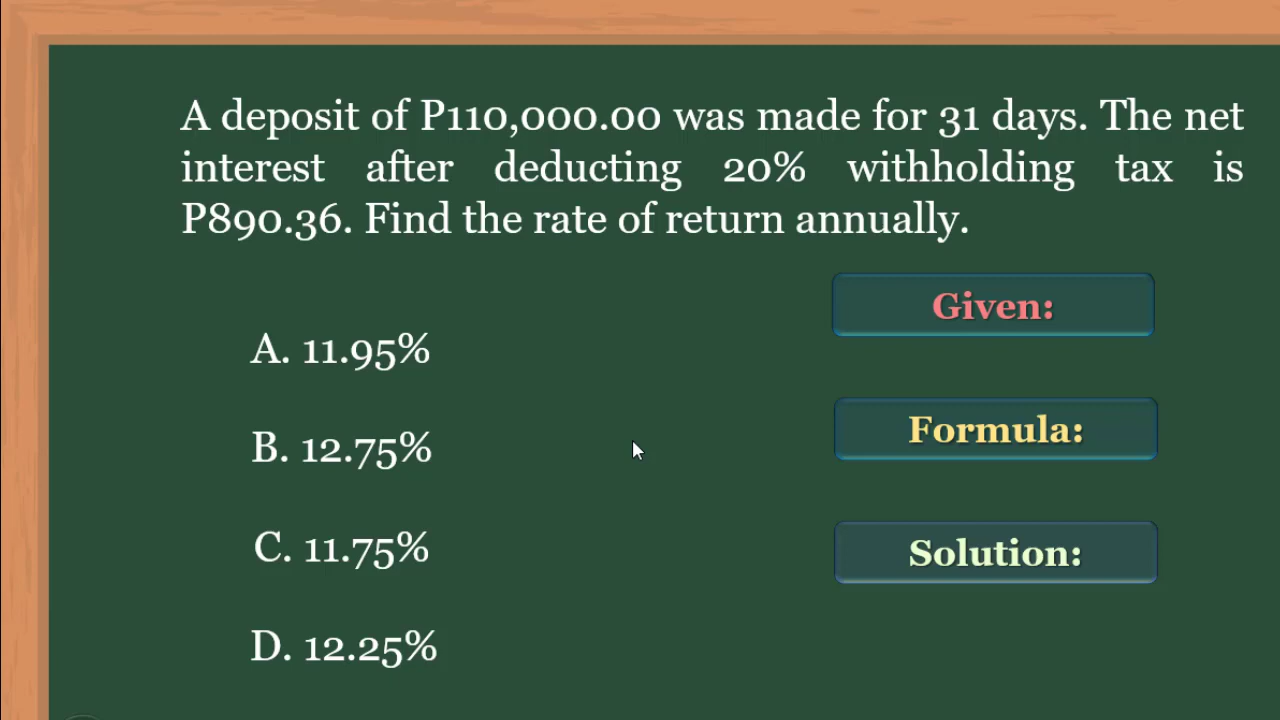 A deposit of P110,000.00 was made for 31 days. The net
interest after deducting 20% withholding tax is
P890.36. Find the rate of return annually.
Given:
A. 11.95%
Formula:
B. 12.75%
Solution:
C. 11.75%
D. 12.25%